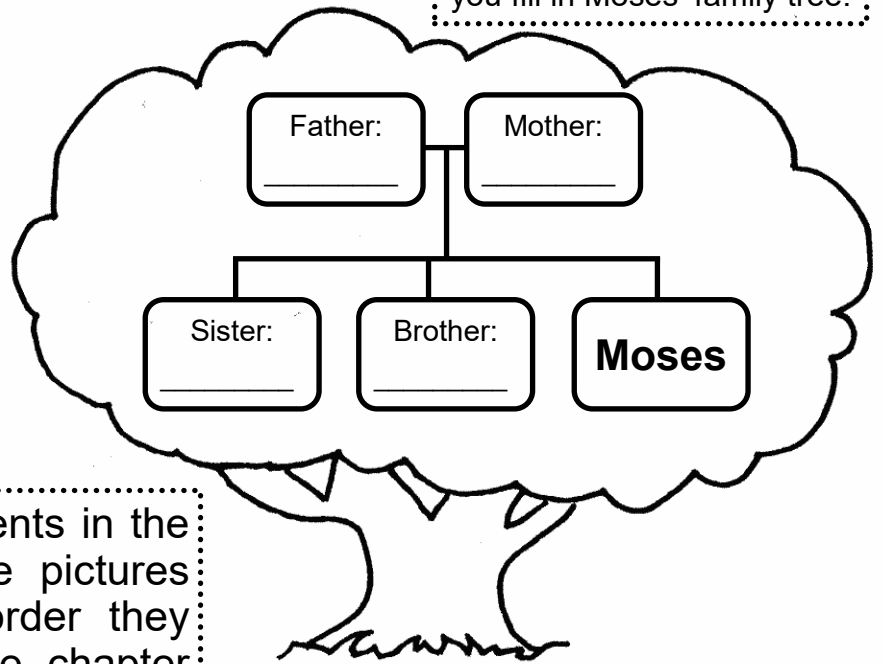 you fill in Moses' family tree.
Father:
Mother:
Sister:
Brother:
Moses
ents in the
e pictures
order they
e chapter